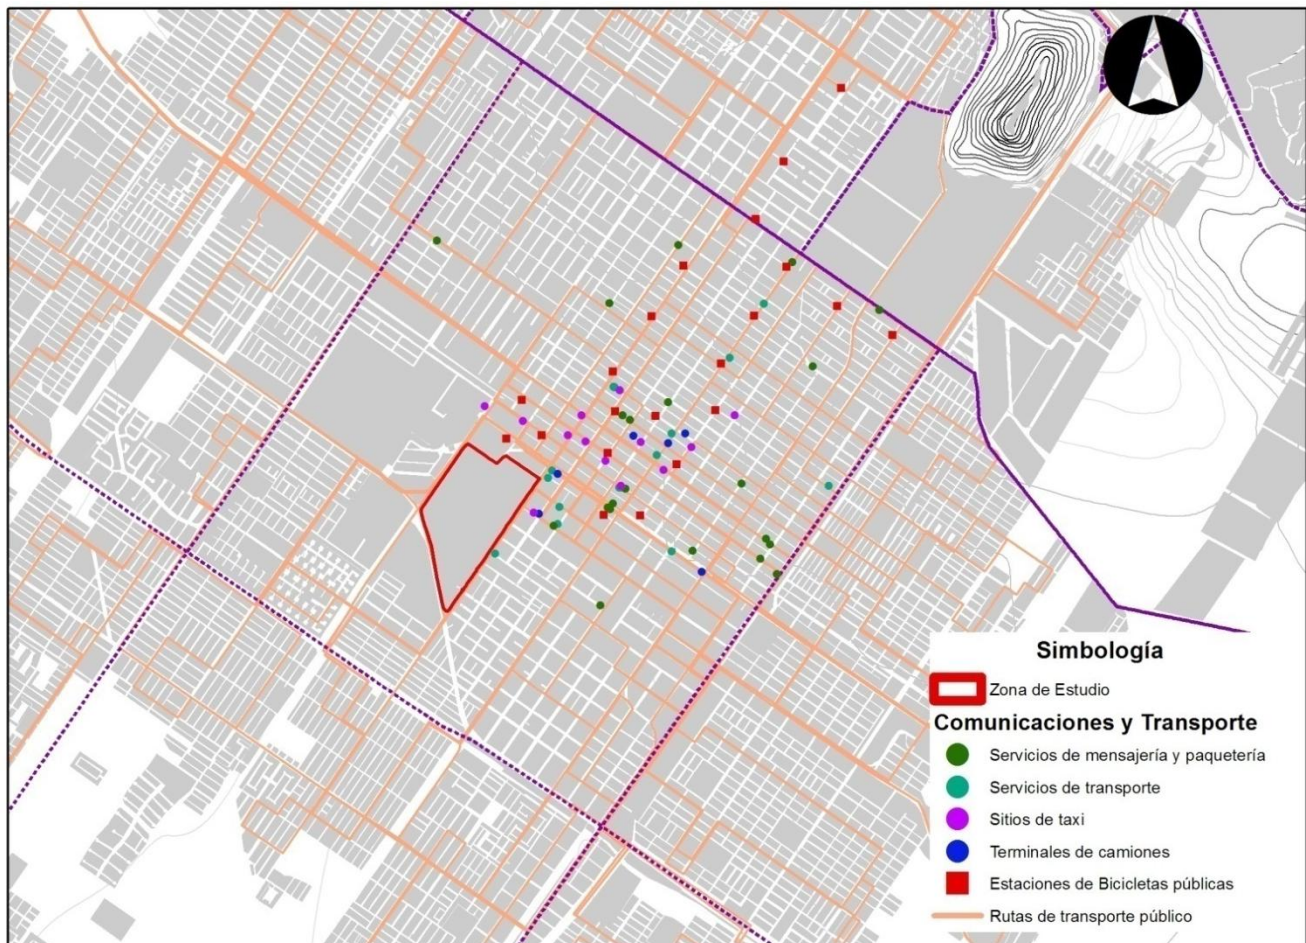 Simbología
Zona de Estudio
Comunicaciones y Transporte
Servicios de mensajería y paquetería
Servicios de transporte
Sitios de taxi
Terminales de camiones
Estaciones de Bicicletas públicas
Rutas de transporte público